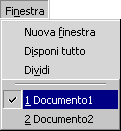 Finestra
Nuova finestra
Disponi tutto
Dividi
1 Documento1
2 Documento2